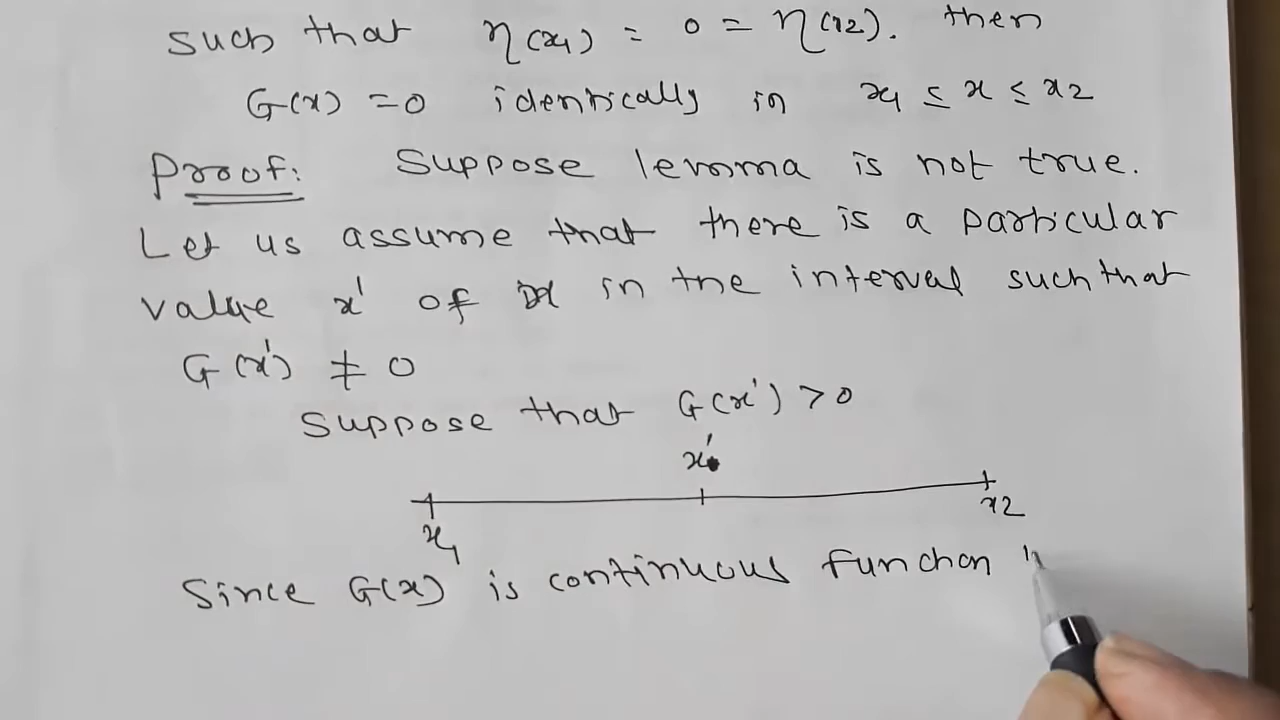 such that η(x1) = 0 = η(x2). then
G(x) = 0 identically in x1 ≤ x ≤ x2
Proof: Suppose lemma is not true.
Let us assume that there is a particular
value x' of x in the interval such that
G(x') ≠ 0
Suppose that G(x') > 0
x'
x1 x2
Since G(x) is continuous function